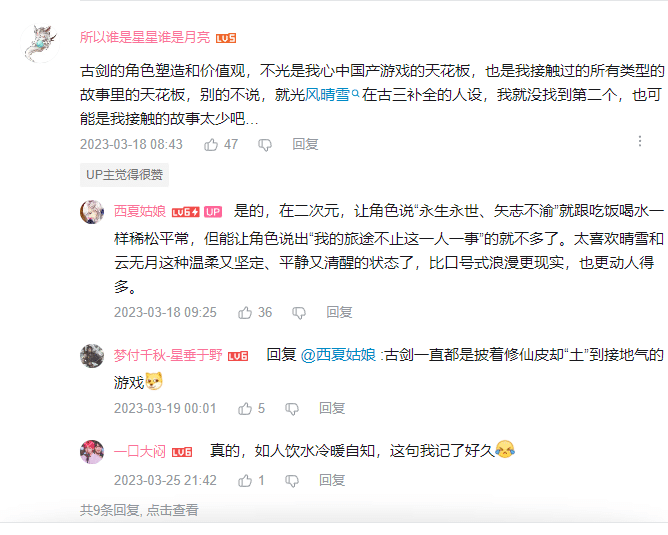 所以谁是星星谁是月亮 LV5
古剑的角色塑造和价值观，不光是我心中国产游戏的天花板，也是我接触过的所有类型的
故事里的天花板，别的不说，就光风晴雪在古三补全的人设，我就没找到第二个，也可
能是我接触的故事太少吧...
2023-03-18 08:43 47 回复
UP主觉得很赞
西夏姑娘 LV6 UP 是的，在二次元，让角色说“永生永世、矢志不渝”就跟吃饭喝水一
样稀松平常，但能让角色说出“我的旅途不止这一人一事”的就不多了。太喜欢晴雪和
云无月这种温柔又坚定、平静又清醒的状态了，比口号式浪漫更现实，也更动人得
多。
2023-03-18 09:25 36 回复
梦付千秋-星垂于野 LV6 回复 @西夏姑娘 :古剑一直都是披着修仙皮却“土”到接地气的
游戏
2023-03-19 00:01 5 回复
一口大闷 LV6 真的，如人饮水冷暖自知，这句我记了好久
2023-03-25 21:42 1 回复
共9条回复, 点击查看